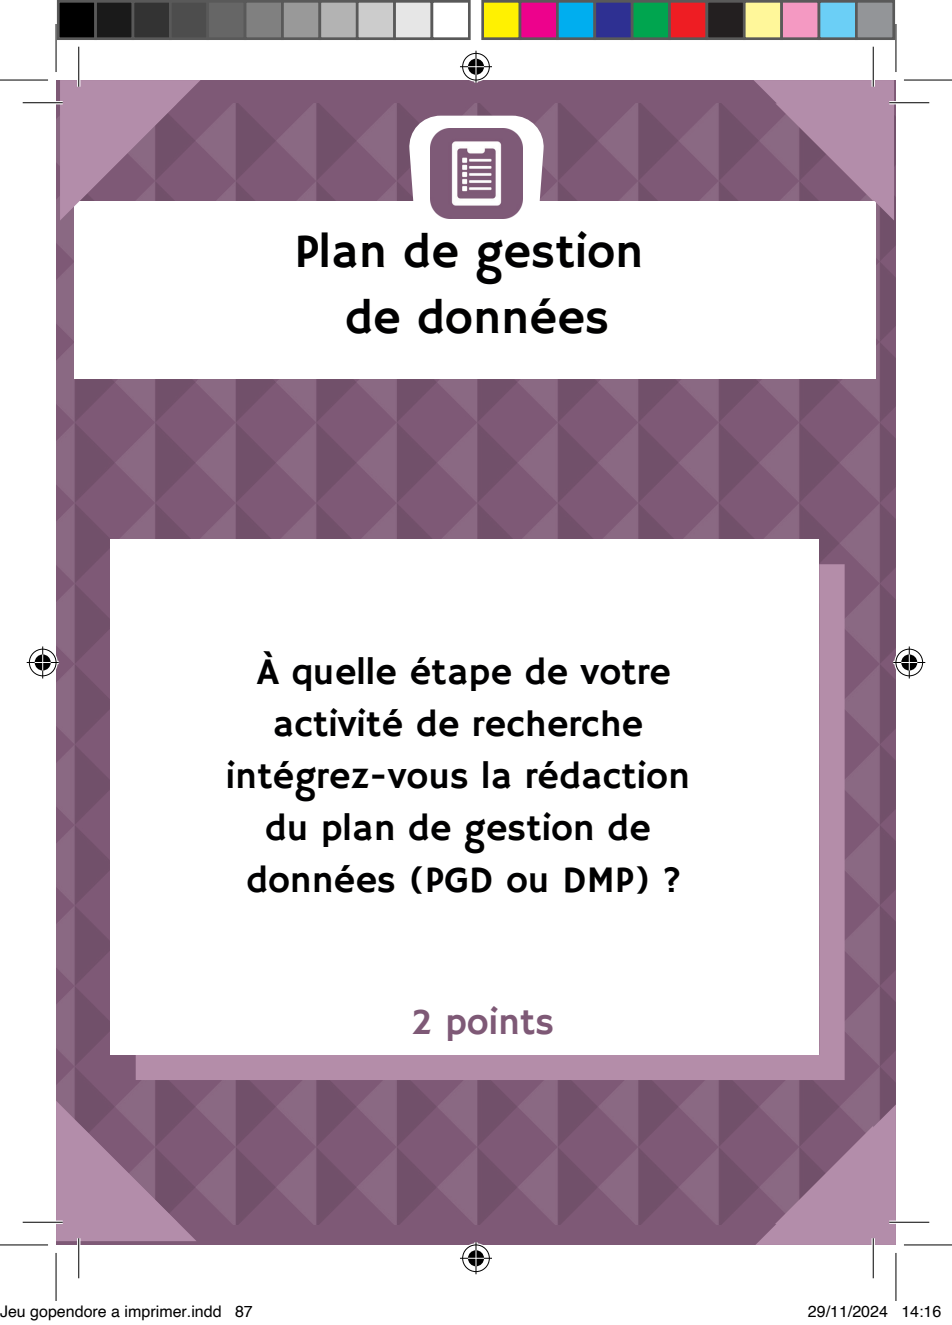 Plan de gestion
de données
À quelle étape de votre
activité de recherche
intégrez-vous la rédaction
du plan de gestion de
données (PGD ou DMP) ?
2 points
Jeu gopendore a imprimer.indd 87
29/11/2024 14:16